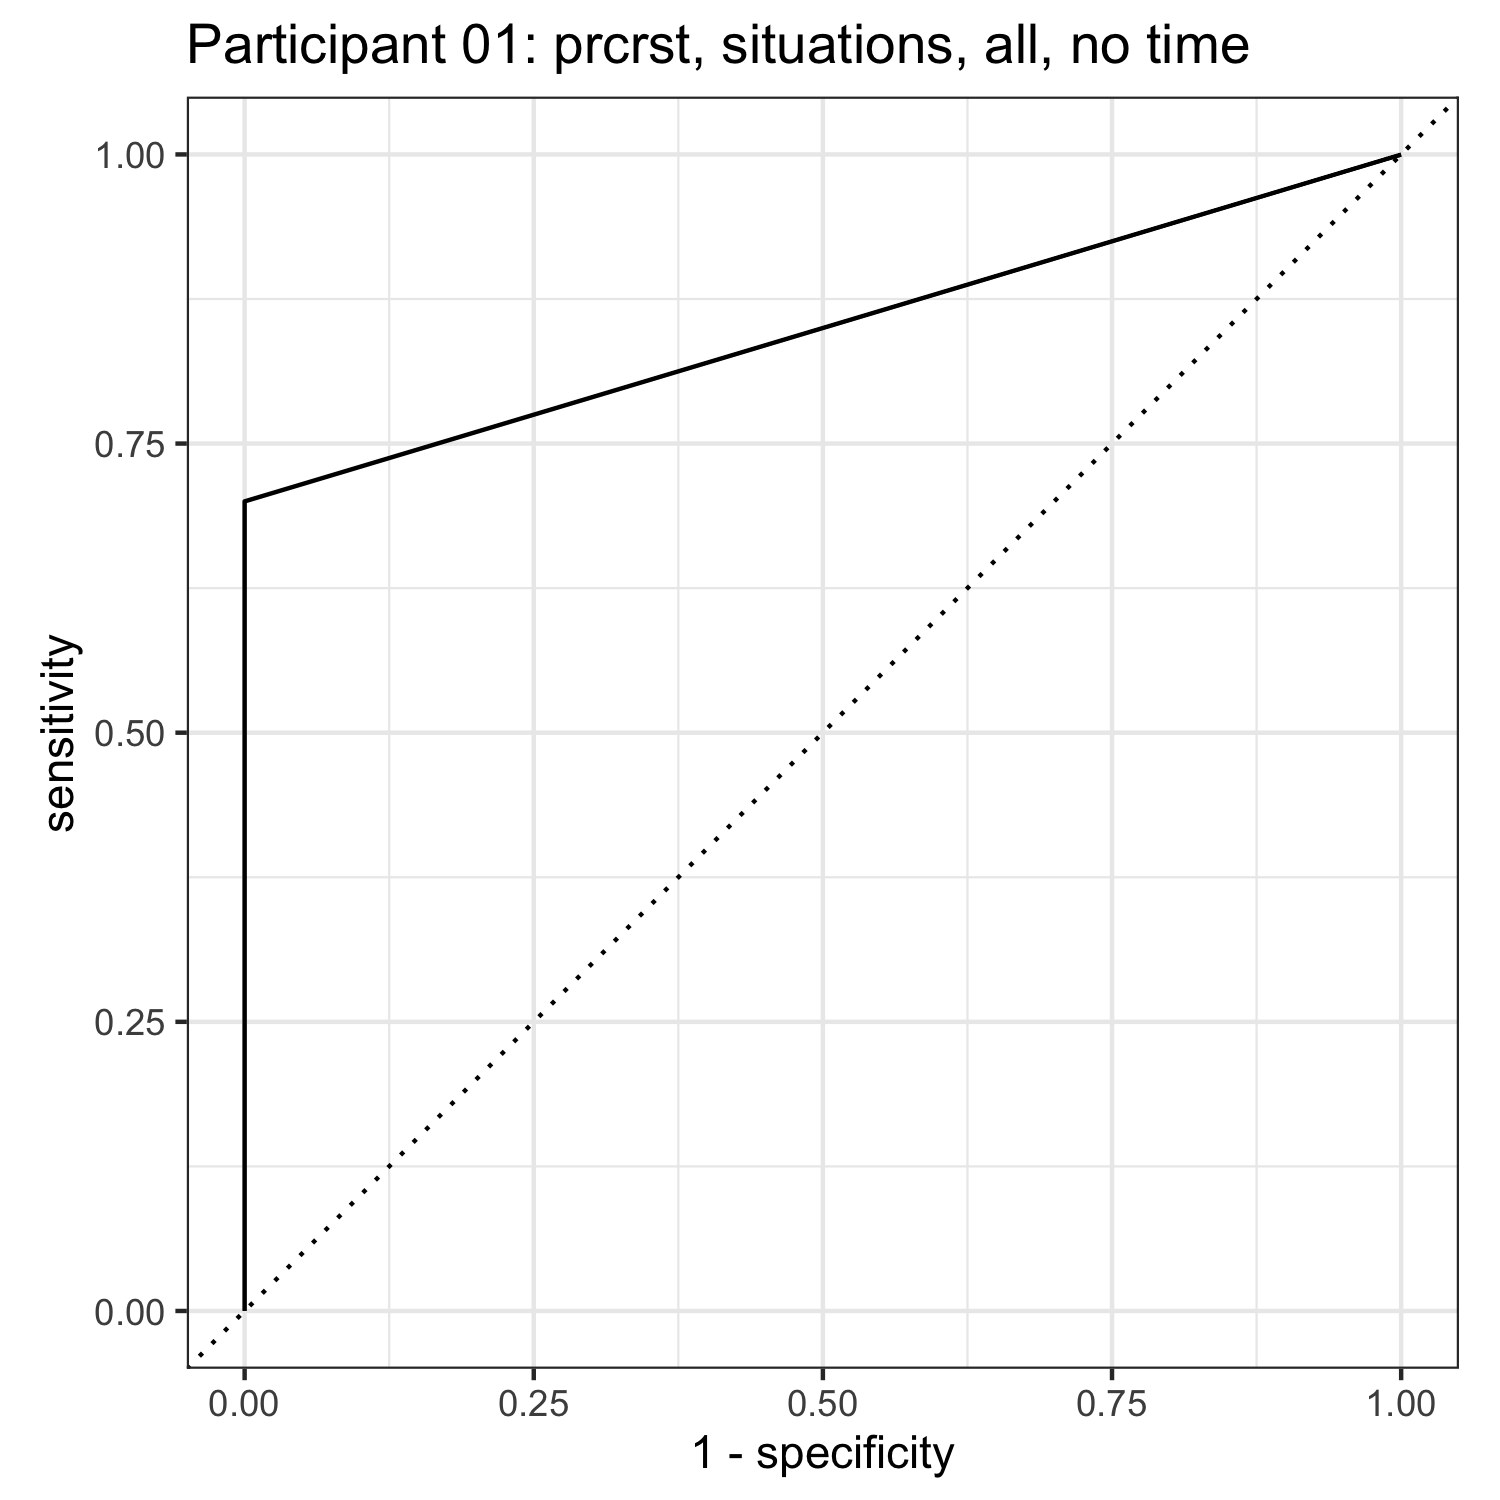 Participant 01: prcrst, situations, all, no time
1.00
0.75
0.50
0.25
0.00
sensitivity
0.00 0.25 0.50 0.75 1.00
1 - specificity